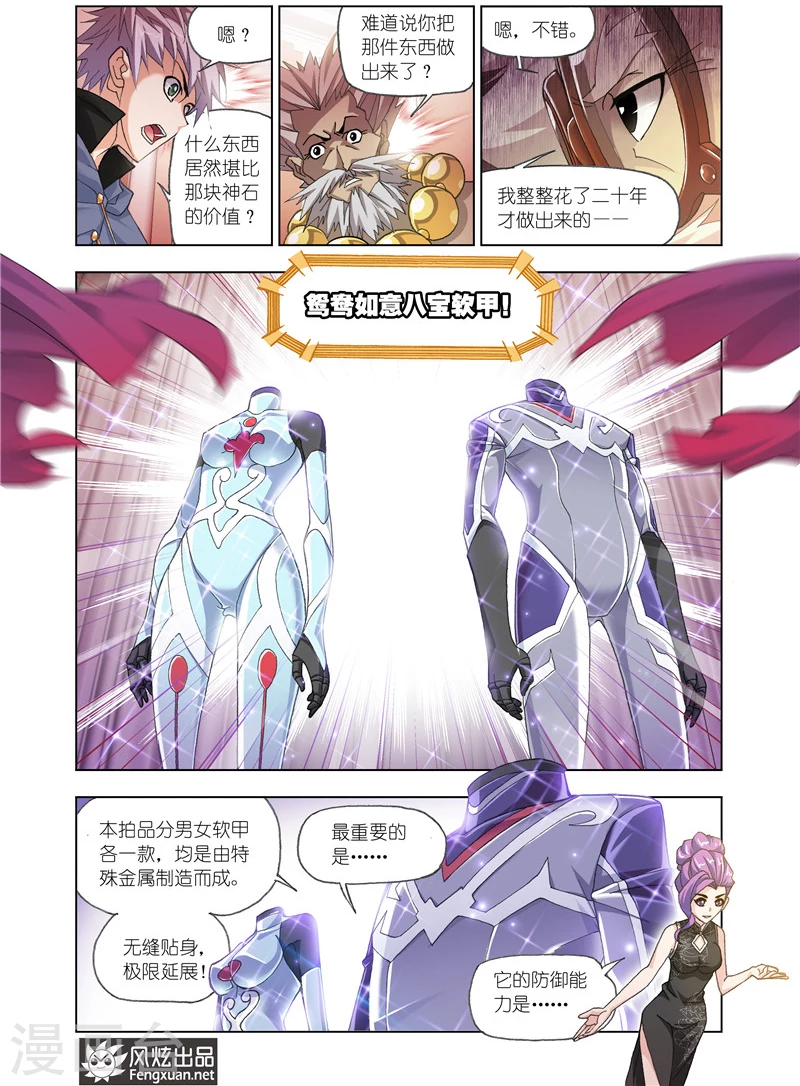 嗯？
什么东西
居然堪比
那块神石
的价值？
难道说你把
那件东西做
出来了？
嗯，不错。
我整整花了二十年
才做出来的——
鸳鸯如意八宝软甲！
本拍品分男女软甲
各一款，均是由特
殊金属制造而成。
无缝贴身，
极限延展！
最重要的
是……
它的防御能
力是……
漫画台
风炫出品
Fengxuan.net